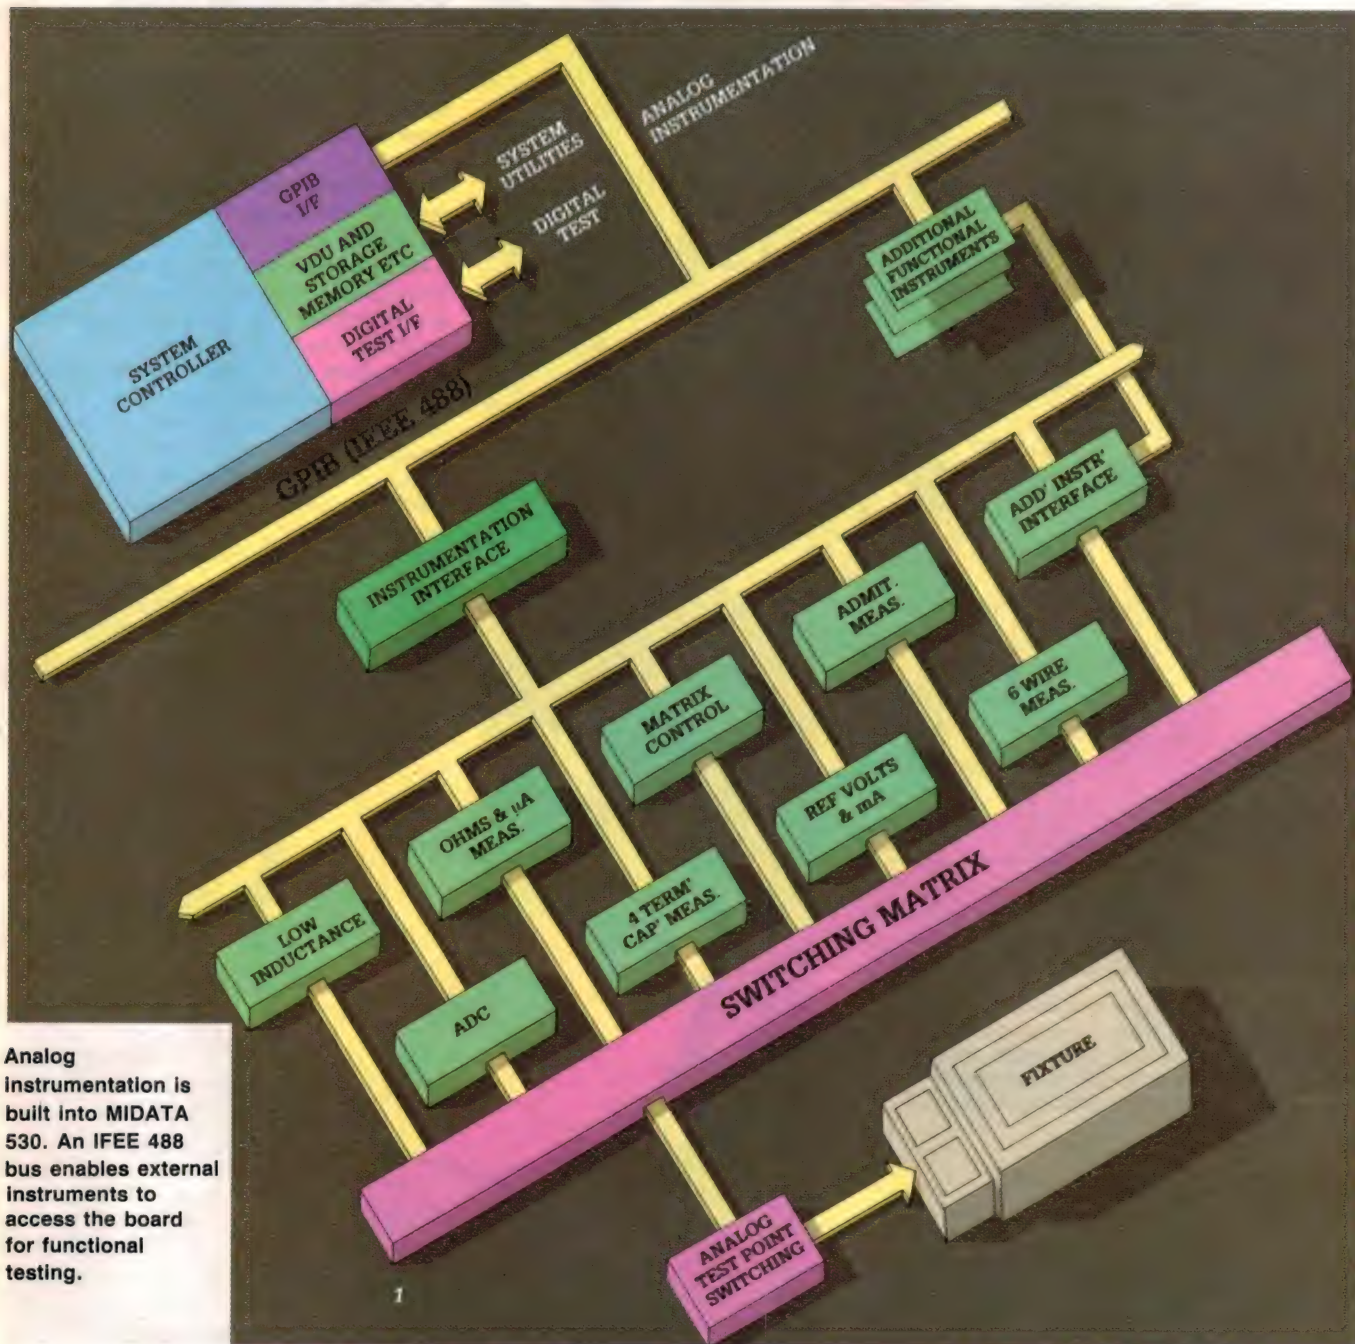 ANALOG
INSTRUMENTATION
SYSTEM
UTILITIES
DIGITAL
TEST
GPIB
I/F
VDU AND
STORAGE
MEMORY ETC
DIGITAL
TEST I/F
SYSTEM
CONTROLLER
GPIB (IEEE 488)
ADDITIONAL
FUNCTIONAL
INSTRUMENTS
INSTRUMENTATION
INTERFACE
ADD' INSTR'
INTERFACE
ADMIT.
MEAS.
6 WIRE
MEAS.
MATRIX
CONTROL
REF VOLTS
& mA
OHMS & µA
MEAS.
4 TERM'
CAP' MEAS.
LOW
INDUCTANCE
ADC
SWITCHING MATRIX
FIXTURE
ANALOG
TEST POINT
SWITCHING
Analog
instrumentation is
built into MIDATA
530. An IFEE 488
bus enables external
instruments to
access the board
for functional
testing.
1